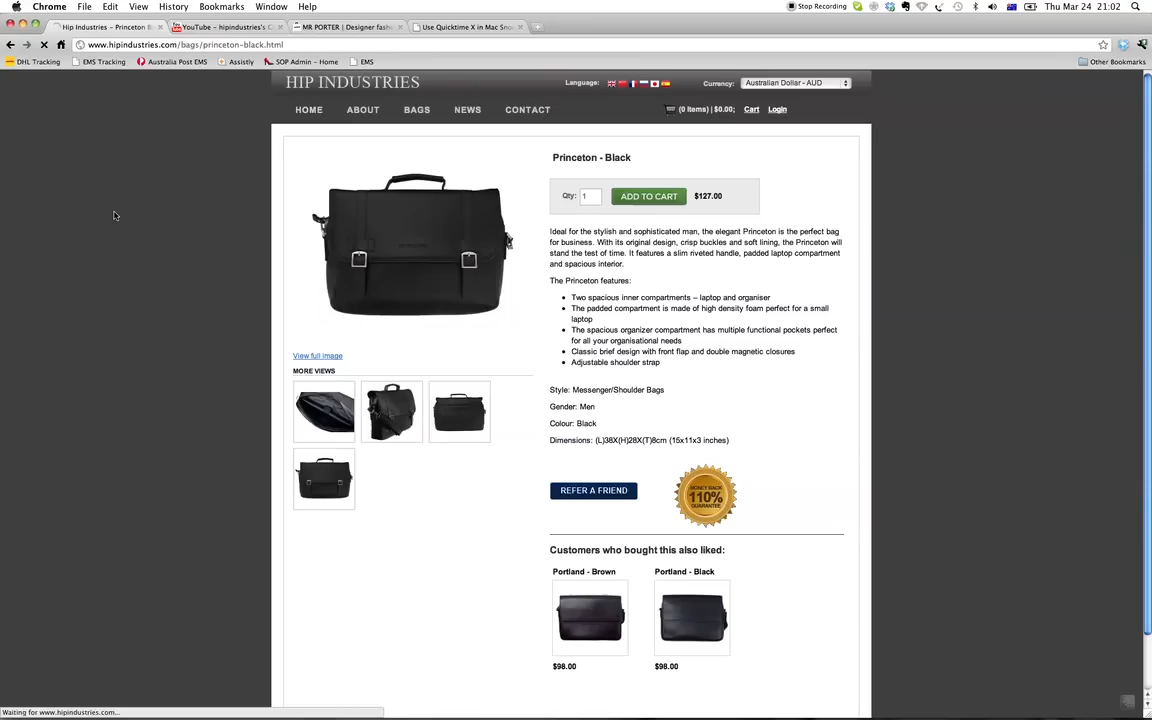 Chrome File Edit View History Bookmarks Window Help
Stop Recording Thu Mar 24 21:02
Hip Industries – Princeton B
YouTube – hipindustries's C
MR PORTER | Designer fashio
Use Quicktime X in Mac Snow
www.hipindustries.com/bags/princeton-black.html
DHL Tracking EMS Tracking Australia Post EMS Assistly SOP Admin – Home EMS Other Bookmarks
HIP INDUSTRIES
Language:
Currency: Australian Dollar - AUD
HOME ABOUT BAGS NEWS CONTACT
(0 Items) | $0.00; Cart Login
Princeton - Black
Qty: 1 ADD TO CART $127.00
Ideal for the stylish and sophisticated man, the elegant Princeton is the perfect bag
for business. With its original design, crisp buckles and soft lining, the Princeton will
stand the test of time. It features a slim riveted handle, padded laptop compartment
and spacious interior.
The Princeton features:
• Two spacious inner compartments – laptop and organiser
• The padded compartment is made of high density foam perfect for a small
laptop
• The spacious organizer compartment has multiple functional pockets perfect
for all your organisational needs
• Classic brief design with front flap and double magnetic closures
• Adjustable shoulder strap
View full image
MORE VIEWS
Style: Messenger/Shoulder Bags
Gender: Men
Colour: Black
Dimensions: (L)38X(H)28X(T)8cm (15x11x3 inches)
REFER A FRIEND
MONEY BACK
110%
GUARANTEE
Customers who bought this also liked:
Portland - Brown
Portland - Black
$98.00
$98.00
Waiting for www.hipindustries.com...